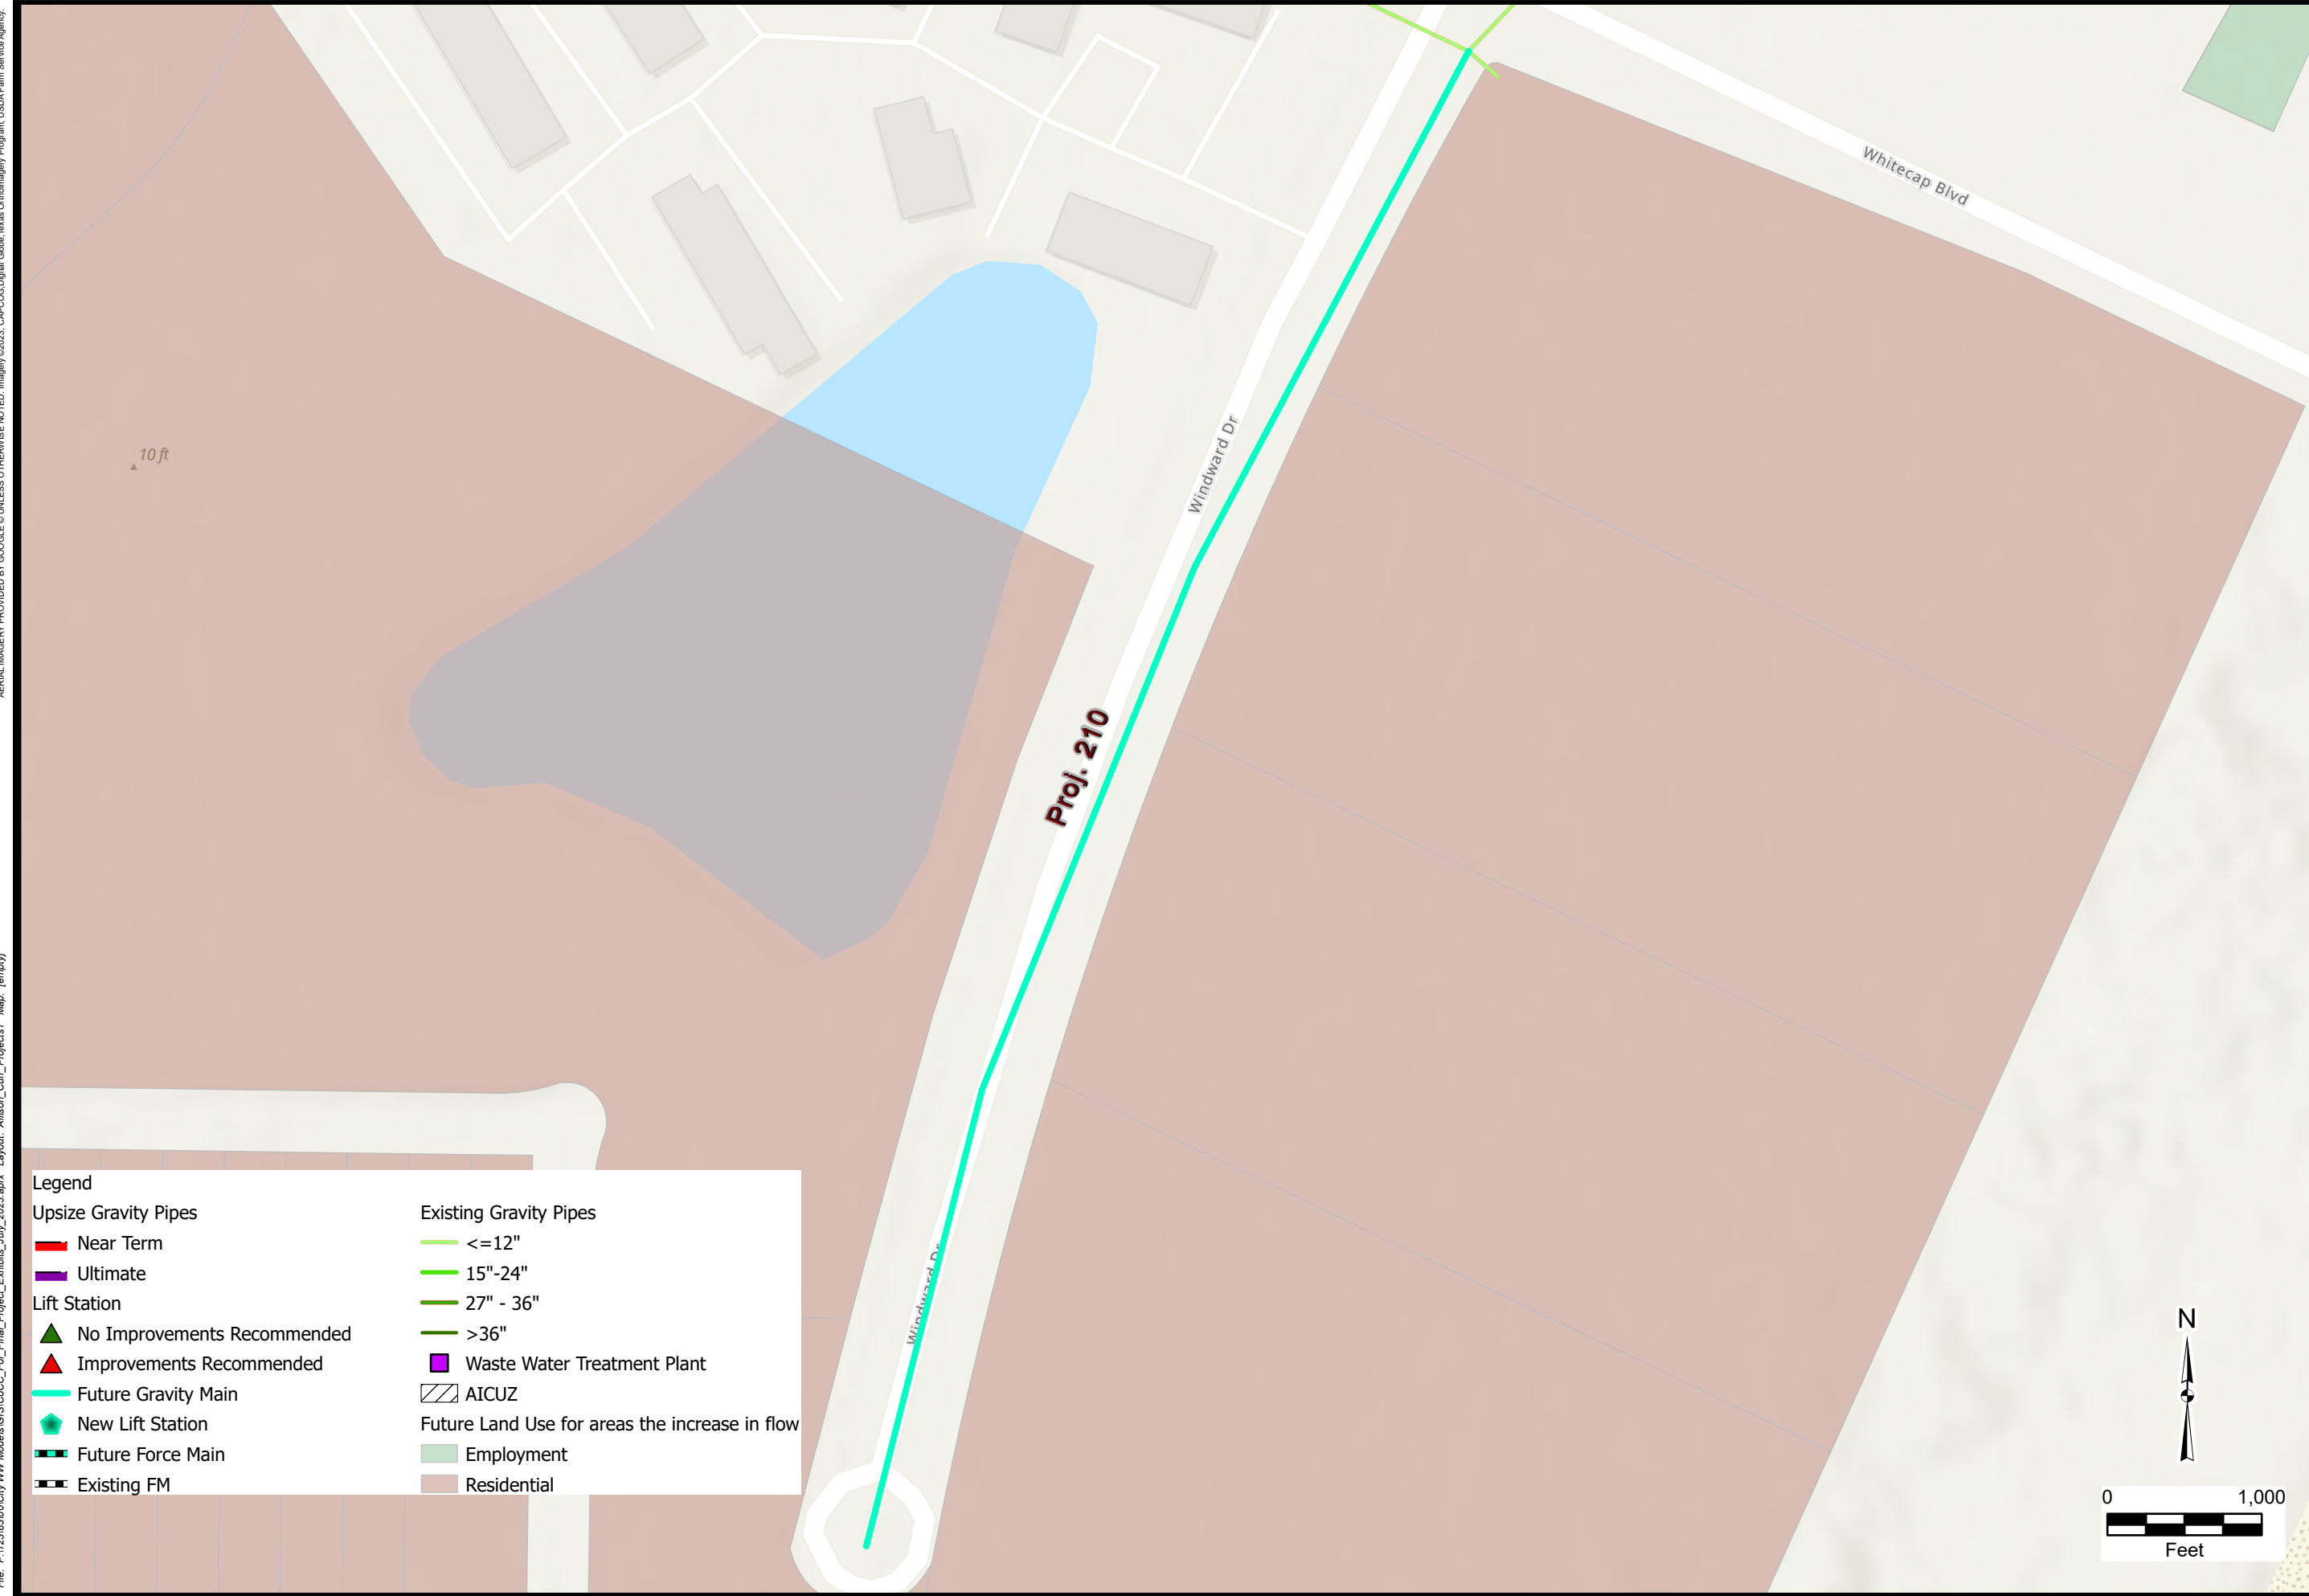 Whitecap Blvd
10 ft
Windward Dr
Proj. 210
Windward Dr
Legend
Upsize Gravity Pipes
Near Term
Ultimate
Lift Station
No Improvements Recommended
Improvements Recommended
Future Gravity Main
New Lift Station
Future Force Main
Existing FM
Existing Gravity Pipes
<=12"
15"-24"
27" - 36"
>36"
Waste Water Treatment Plant
AICUZ
Future Land Use for areas the increase in flow
Employment
Residential
N
0 1,000
Feet